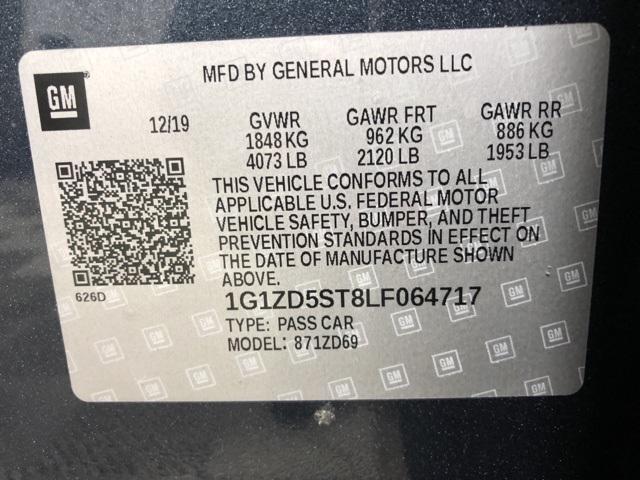 GM
MFD BY GENERAL MOTORS LLC
12/19
GVWR GAWR FRT GAWR RR
1848 KG 962 KG 886 KG
4073 LB 2120 LB 1953 LB
THIS VEHICLE CONFORMS TO ALL
APPLICABLE U.S. FEDERAL MOTOR
VEHICLE SAFETY, BUMPER, AND THEFT
PREVENTION STANDARDS IN EFFECT ON
THE DATE OF MANUFACTURE SHOWN
ABOVE.
626D
1G1ZD5ST8LF064717
TYPE: PASS CAR
MODEL: 871ZD69